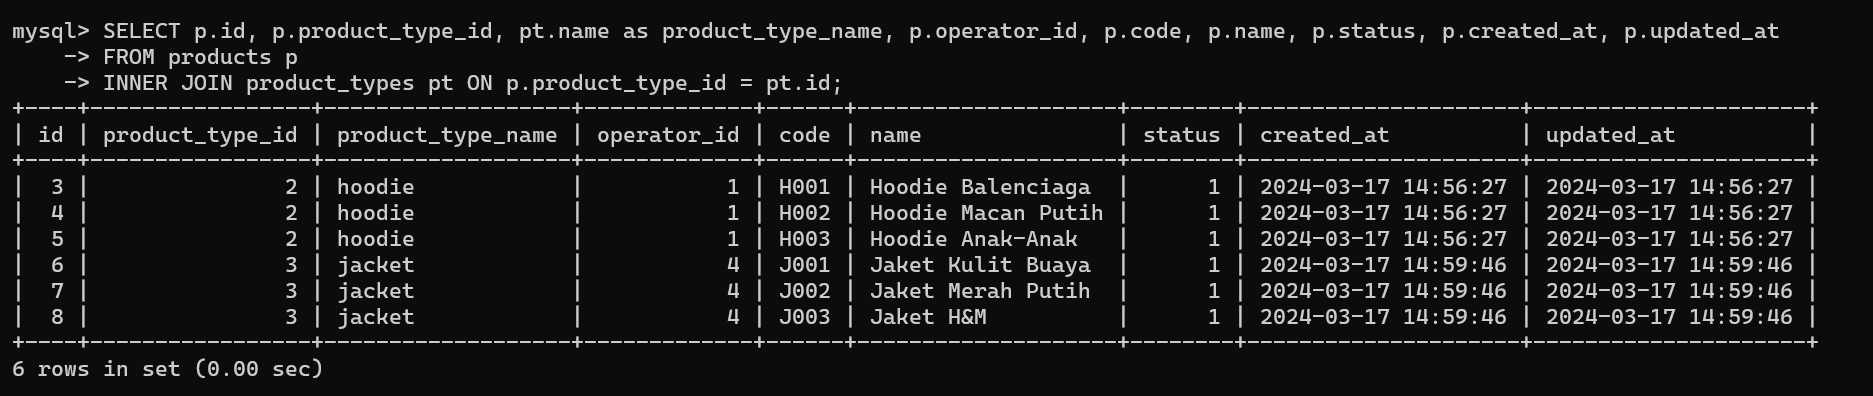 mysql> SELECT p.id, p.product_type_id, pt.name as product_type_name, p.operator_id, p.code, p.name, p.status, p.created_at, p.updated_at
    -> FROM products p
    -> INNER JOIN product_types pt ON p.product_type_id = pt.id;
+----+-----------------+-------------------+-------------+------+--------------------+--------+---------------------+---------------------+
| id | product_type_id | product_type_name | operator_id | code | name               | status | created_at          | updated_at          |
+----+-----------------+-------------------+-------------+------+--------------------+--------+---------------------+---------------------+
|  3 |               2 | hoodie            |           1 | H001 | Hoodie Balenciaga  |      1 | 2024-03-17 14:56:27 | 2024-03-17 14:56:27 |
|  4 |               2 | hoodie            |           1 | H002 | Hoodie Macan Putih |      1 | 2024-03-17 14:56:27 | 2024-03-17 14:56:27 |
|  5 |               2 | hoodie            |           1 | H003 | Hoodie Anak-Anak   |      1 | 2024-03-17 14:56:27 | 2024-03-17 14:56:27 |
|  6 |               3 | jacket            |           4 | J001 | Jaket Kulit Buaya  |      1 | 2024-03-17 14:59:46 | 2024-03-17 14:59:46 |
|  7 |               3 | jacket            |           4 | J002 | Jaket Merah Putih  |      1 | 2024-03-17 14:59:46 | 2024-03-17 14:59:46 |
|  8 |               3 | jacket            |           4 | J003 | Jaket H&M          |      1 | 2024-03-17 14:59:46 | 2024-03-17 14:59:46 |
+----+-----------------+-------------------+-------------+------+--------------------+--------+---------------------+---------------------+
6 rows in set (0.00 sec)